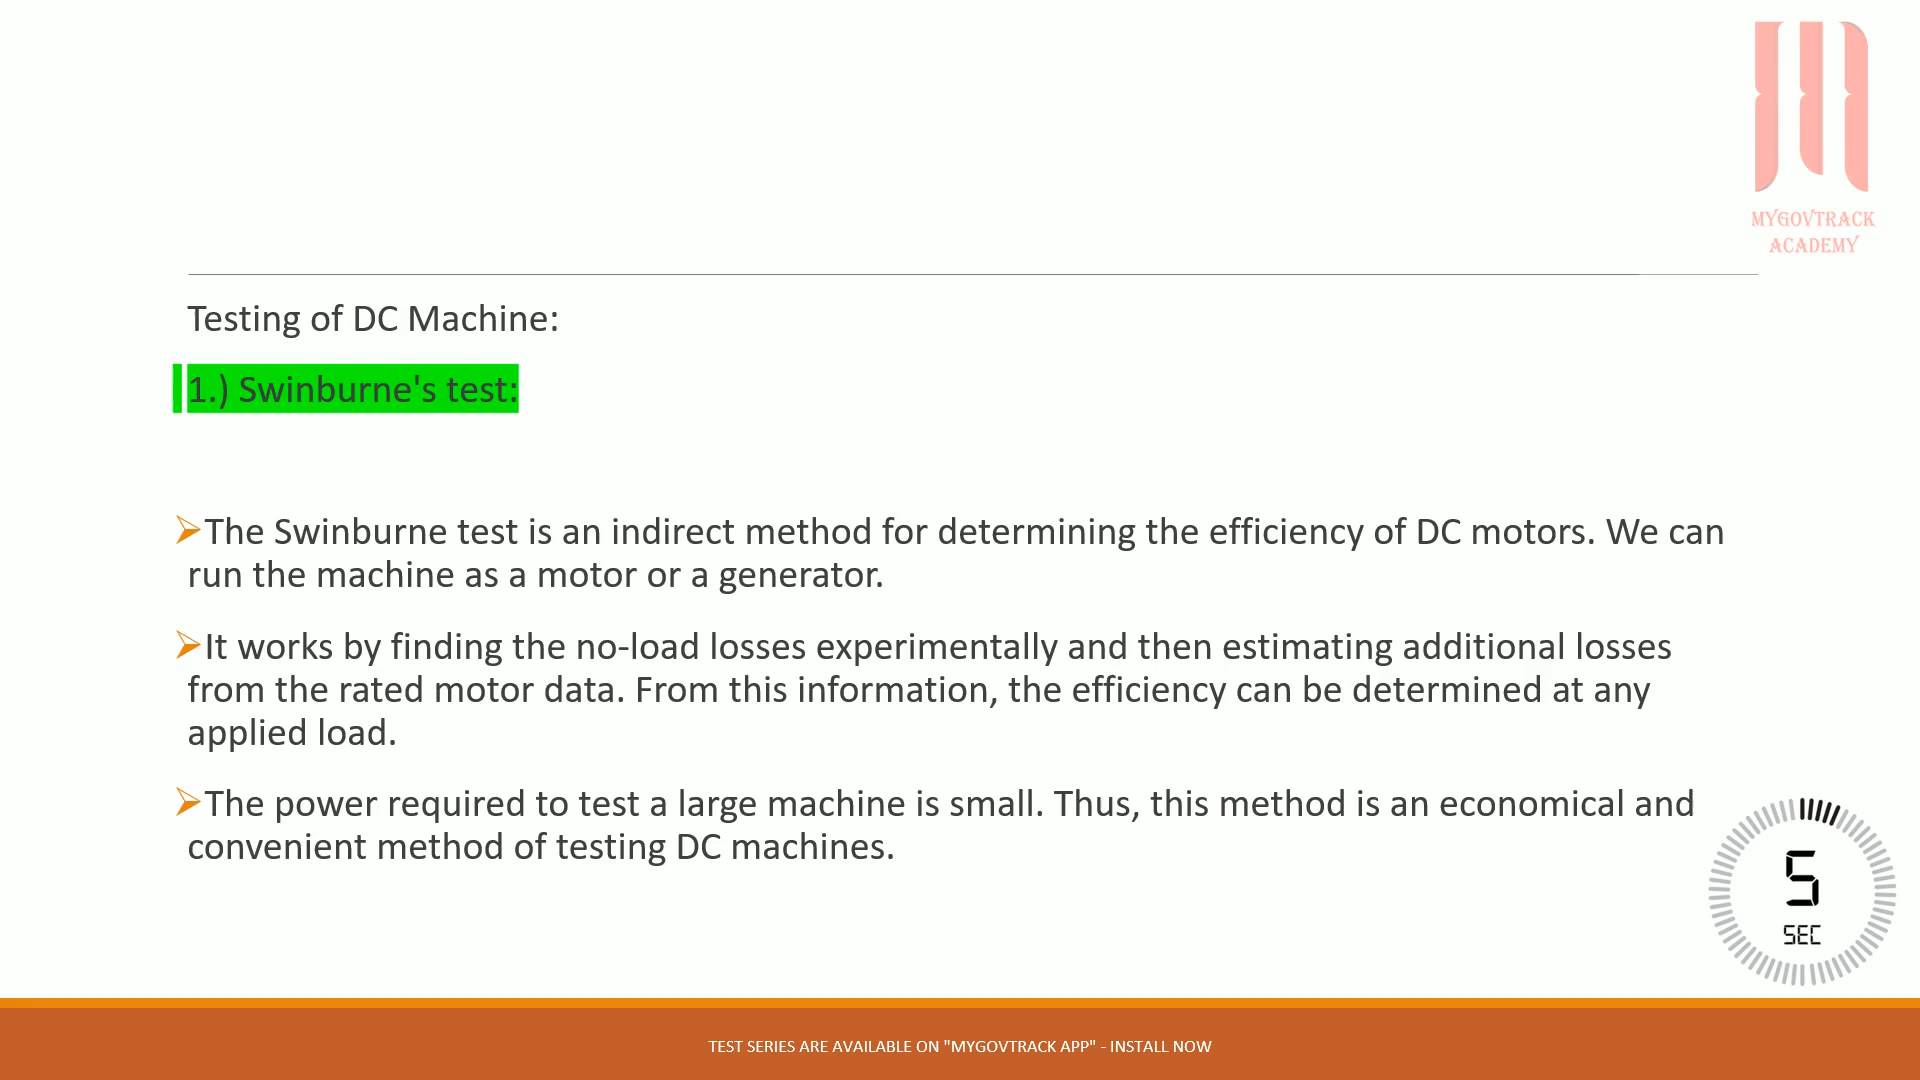 MYGOVTRACK
ACADEMY
Testing of DC Machine:
1.) Swinburne's test:
➢The Swinburne test is an indirect method for determining the efficiency of DC motors. We can
run the machine as a motor or a generator.
➢It works by finding the no-load losses experimentally and then estimating additional losses
from the rated motor data. From this information, the efficiency can be determined at any
applied load.
➢The power required to test a large machine is small. Thus, this method is an economical and
convenient method of testing DC machines.
5
SEC
TEST SERIES ARE AVAILABLE ON "MYGOVTRACK APP" - INSTALL NOW